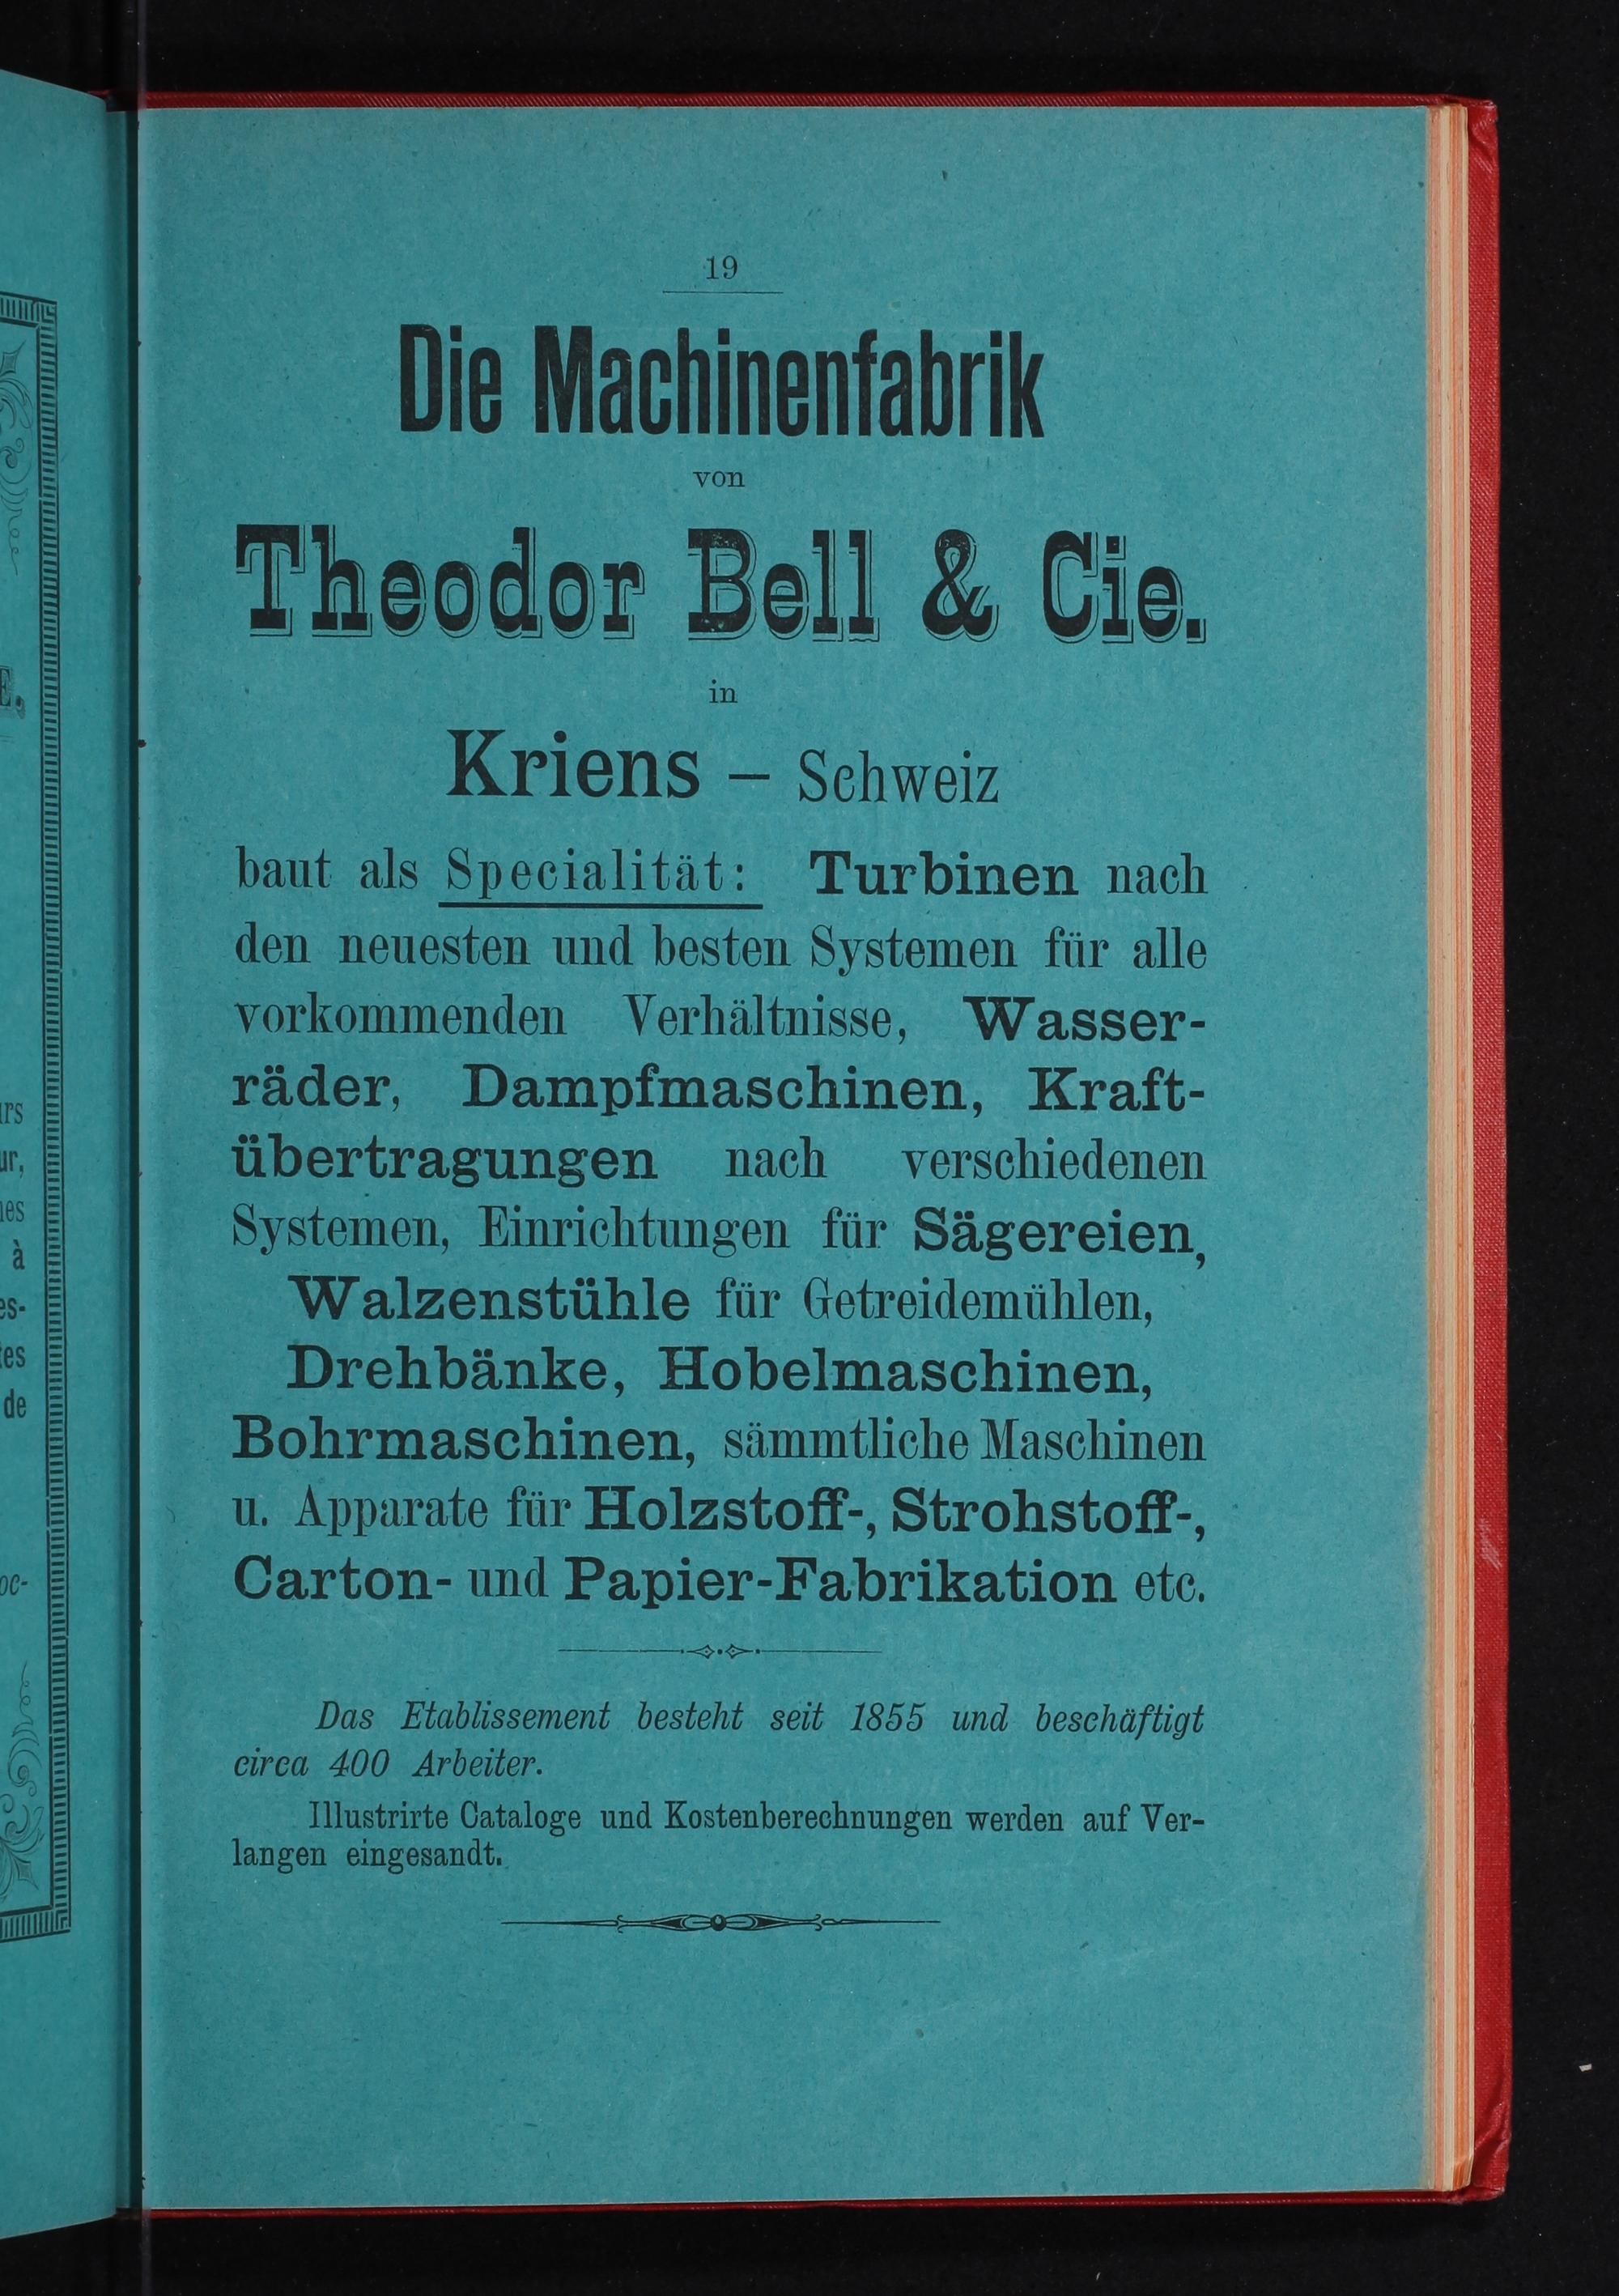 19
Die Machinenfabrik
von
Theodor Bell & Cie.
in
Kriens – Schweiz
baut als Specialität: Turbinen nach
den neuesten und besten Systemen für alle
vorkommenden Verhältnisse, Wasser-
räder, Dampfmaschinen, Kraft-
übertragungen nach verschiedenen
Systemen, Einrichtungen für Sägereien,
Walzenstühle für Getreidemühlen,
Drehbänke, Hobelmaschinen,
Bohrmaschinen, sämmtliche Maschinen
u. Apparate für Holzstoff-, Strohstoff-,
Carton- und Papier-Fabrikation etc.
Das Etablissement besteht seit 1855 und beschäftigt
circa 400 Arbeiter.
Illustrirte Cataloge und Kostenberechnungen werden auf Ver-
langen eingesandt.